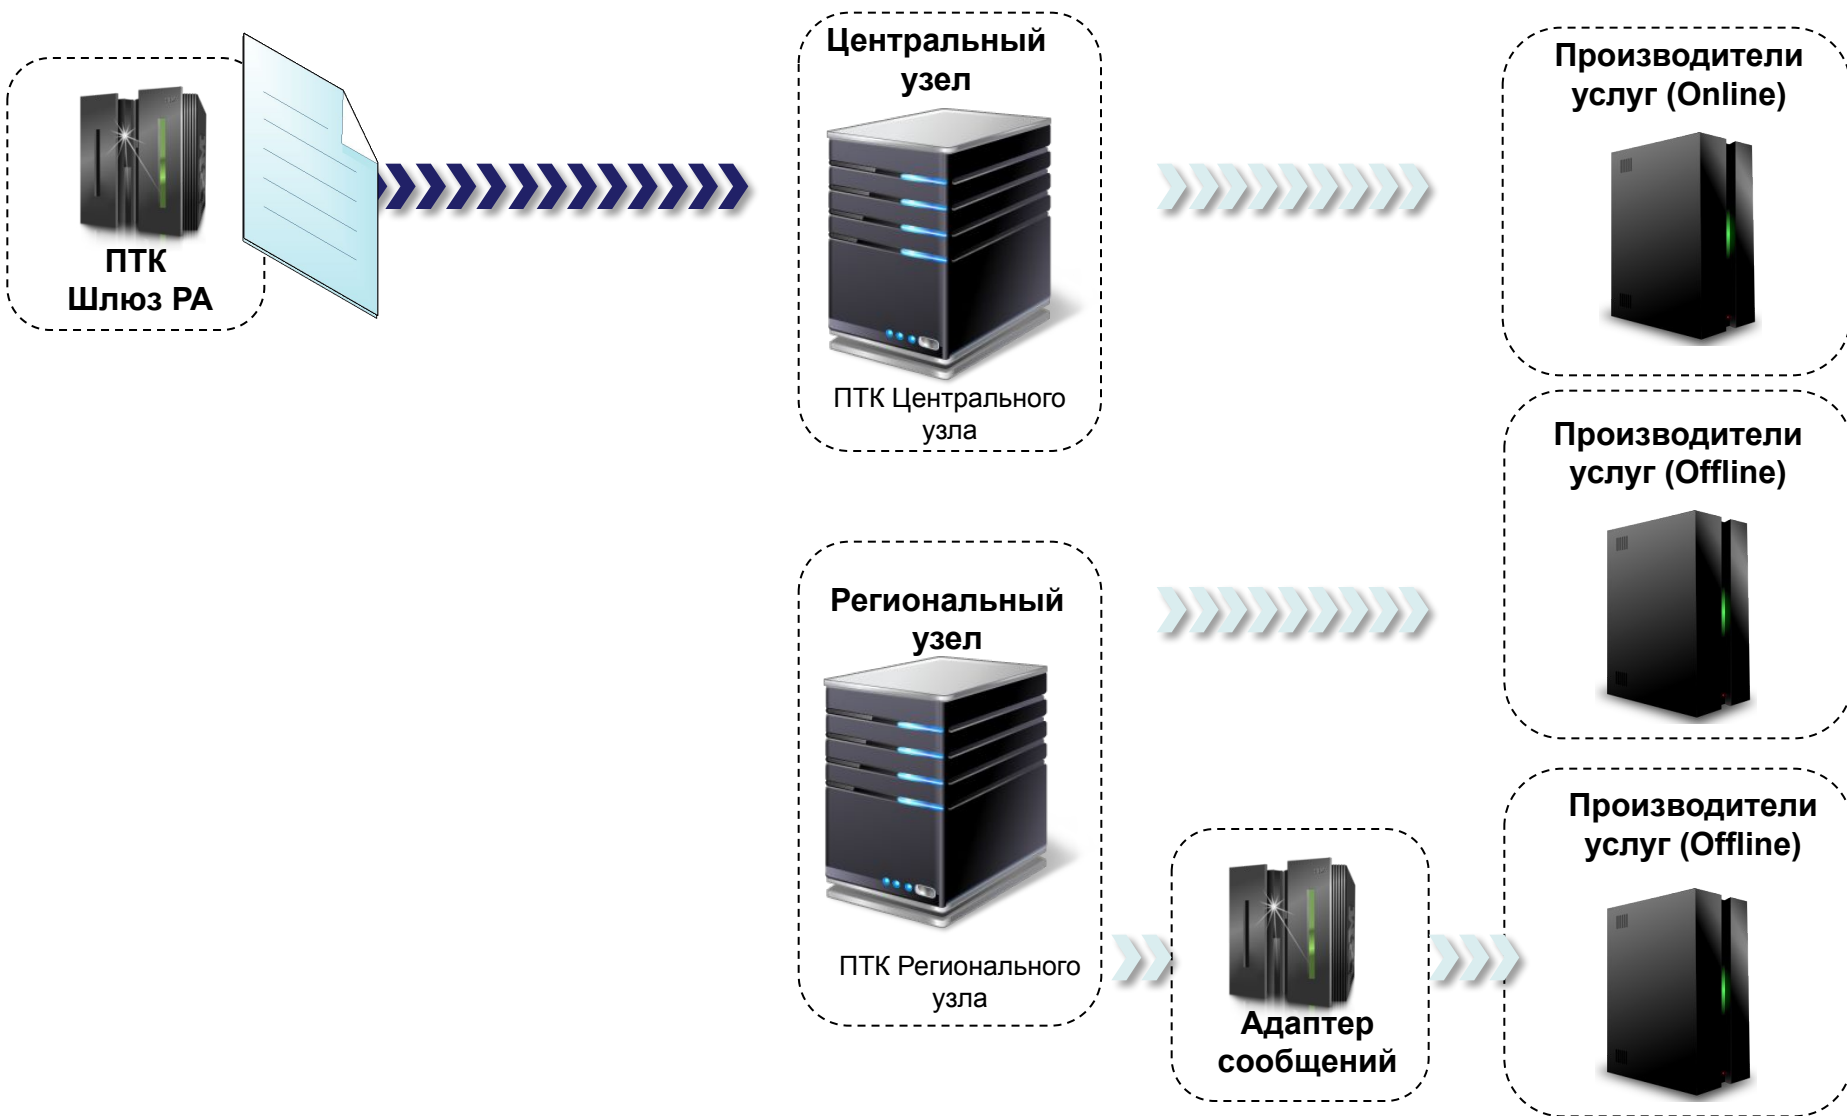 Центральный
узел
Производители
услуг (Online)
ПТК
Шлюз РА
ПТК Центрального
узла
Производители
услуг (Offline)
Региональный
узел
Производители
услуг (Offline)
ПТК Регионального
узла
Адаптер
сообщений